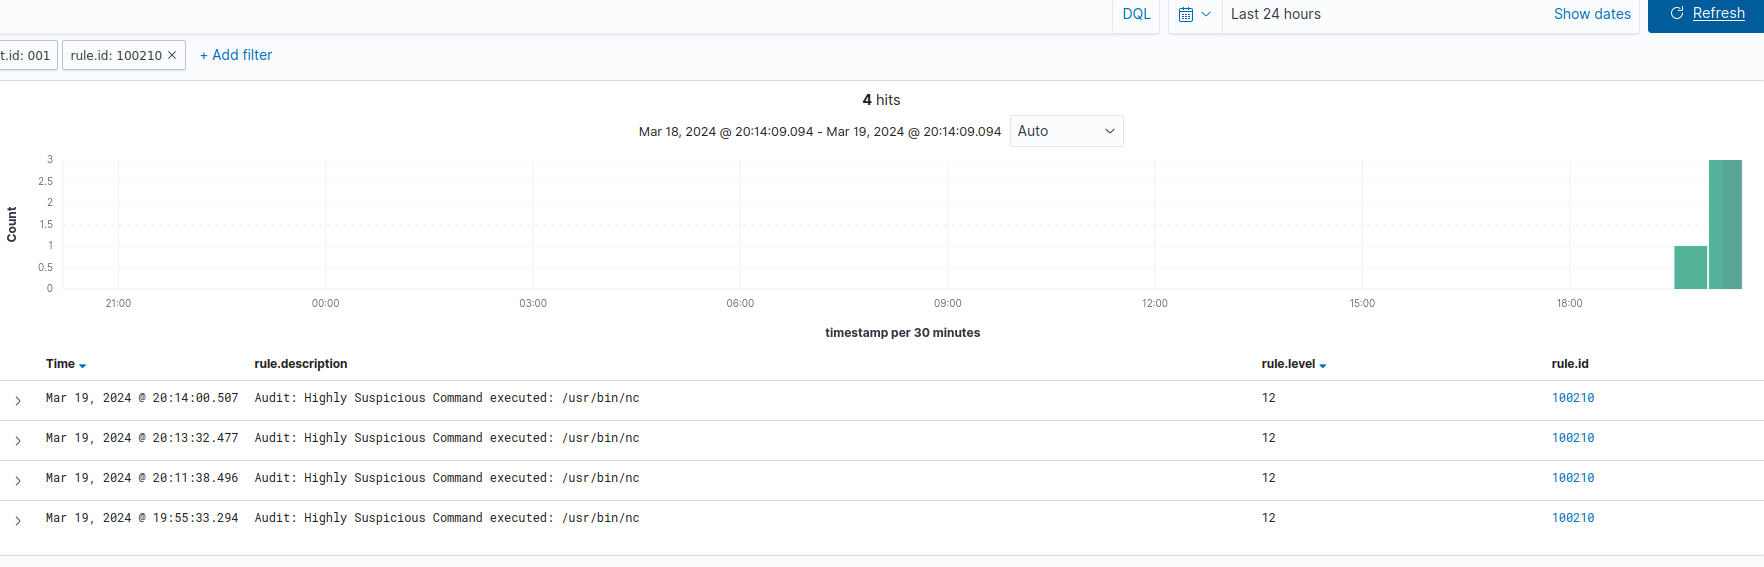 DQL Last 24 hours Show dates Refresh
t.id: 001 rule.id: 100210 × + Add filter
4 hits
Mar 18, 2024 @ 20:14:09.094 - Mar 19, 2024 @ 20:14:09.094 Auto
3
2.5
2
1.5
1
0.5
0
Count
21:00 00:00 03:00 06:00 09:00 12:00 15:00 18:00
timestamp per 30 minutes
Time rule.description rule.level rule.id
Mar 19, 2024 @ 20:14:00.507 Audit: Highly Suspicious Command executed: /usr/bin/nc 12 100210
Mar 19, 2024 @ 20:13:32.477 Audit: Highly Suspicious Command executed: /usr/bin/nc 12 100210
Mar 19, 2024 @ 20:11:38.496 Audit: Highly Suspicious Command executed: /usr/bin/nc 12 100210
Mar 19, 2024 @ 19:55:33.294 Audit: Highly Suspicious Command executed: /usr/bin/nc 12 100210